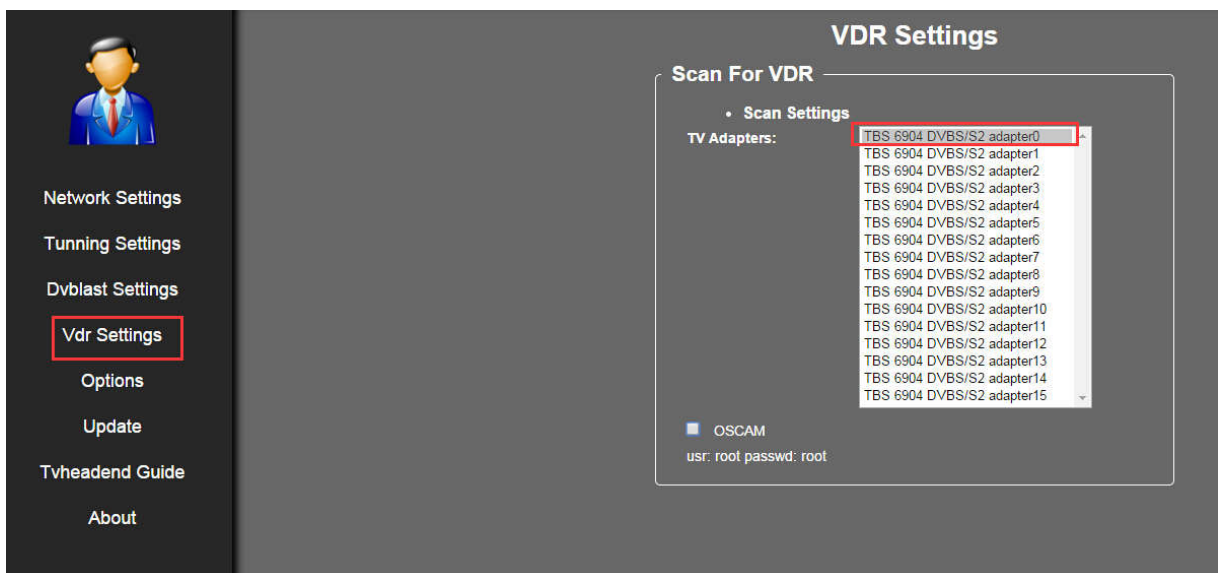 Network Settings
Tunning Settings
Dvblast Settings
Vdr Settings
Options
Update
Tvheadend Guide
About
VDR Settings
Scan For VDR
• Scan Settings
TV Adapters:
TBS 6904 DVBS/S2 adapter0
TBS 6904 DVBS/S2 adapter1
TBS 6904 DVBS/S2 adapter2
TBS 6904 DVBS/S2 adapter3
TBS 6904 DVBS/S2 adapter4
TBS 6904 DVBS/S2 adapter5
TBS 6904 DVBS/S2 adapter6
TBS 6904 DVBS/S2 adapter7
TBS 6904 DVBS/S2 adapter8
TBS 6904 DVBS/S2 adapter9
TBS 6904 DVBS/S2 adapter10
TBS 6904 DVBS/S2 adapter11
TBS 6904 DVBS/S2 adapter12
TBS 6904 DVBS/S2 adapter13
TBS 6904 DVBS/S2 adapter14
TBS 6904 DVBS/S2 adapter15
OSCAM
usr: root passwd: root